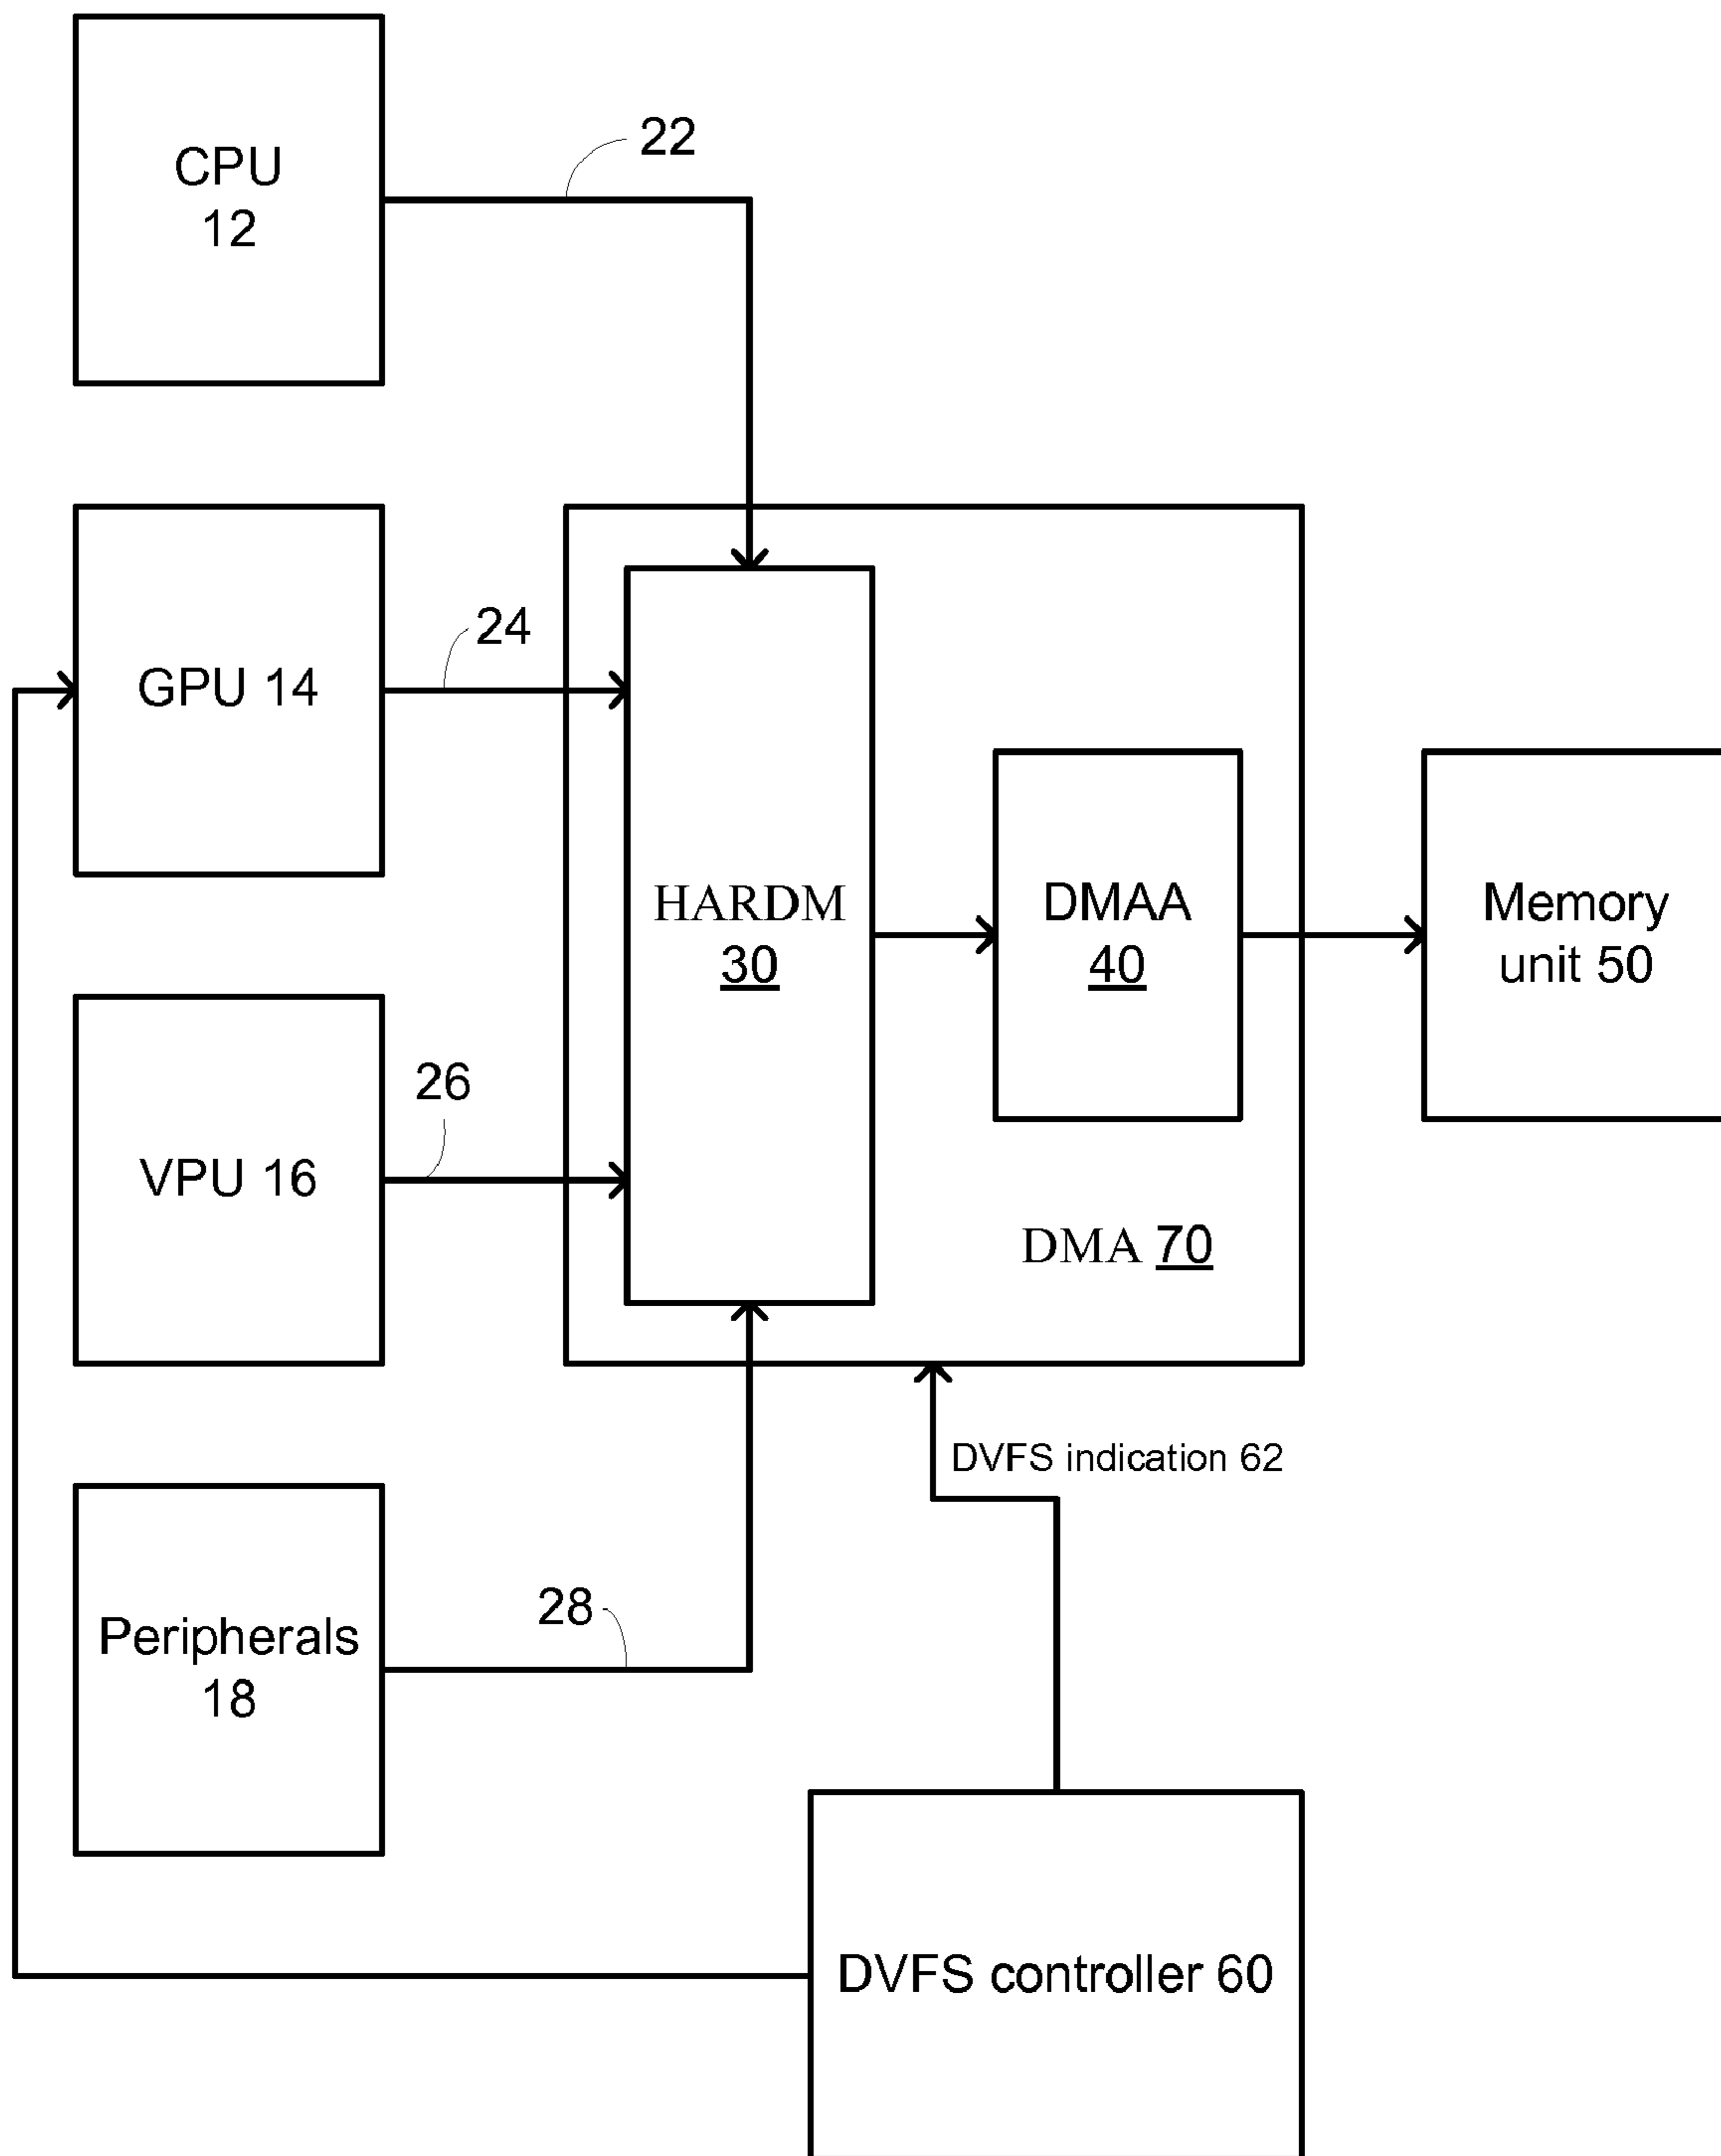 CPU
12
22
GPU 14
24
HARDM
30
DMAA
40
Memory
unit 50
VPU 16
26
DMA 70
DVFS indication 62
Peripherals
18
28
DVFS controller 60